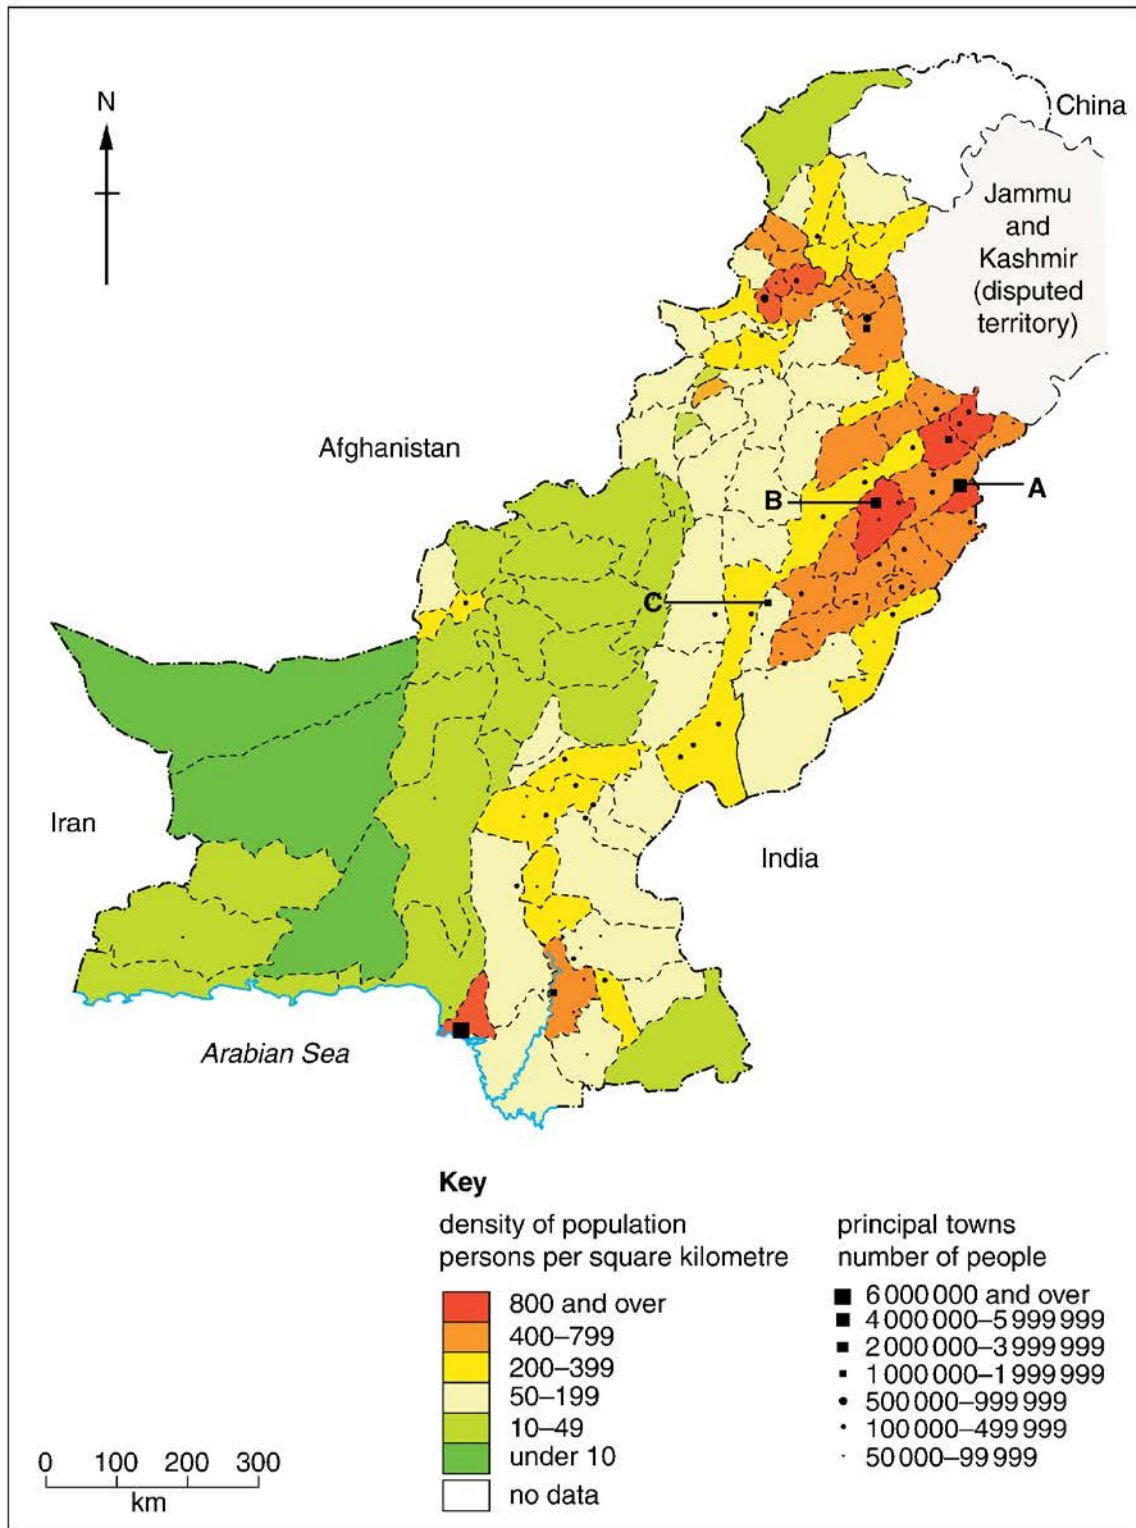 N
China
Jammu
and
Kashmir
(disputed
territory)
Afghanistan
A
B
C
Iran
India
Arabian Sea
Key
density of population
persons per square kilometre
800 and over
400–799
200–399
50–199
10–49
under 10
no data
principal towns
number of people
6 000 000 and over
4 000 000–5 999 999
2 000 000–3 999 999
1 000 000–1 999 999
500 000–999 999
100 000–499 999
50 000–99 999
0 100 200 300
km